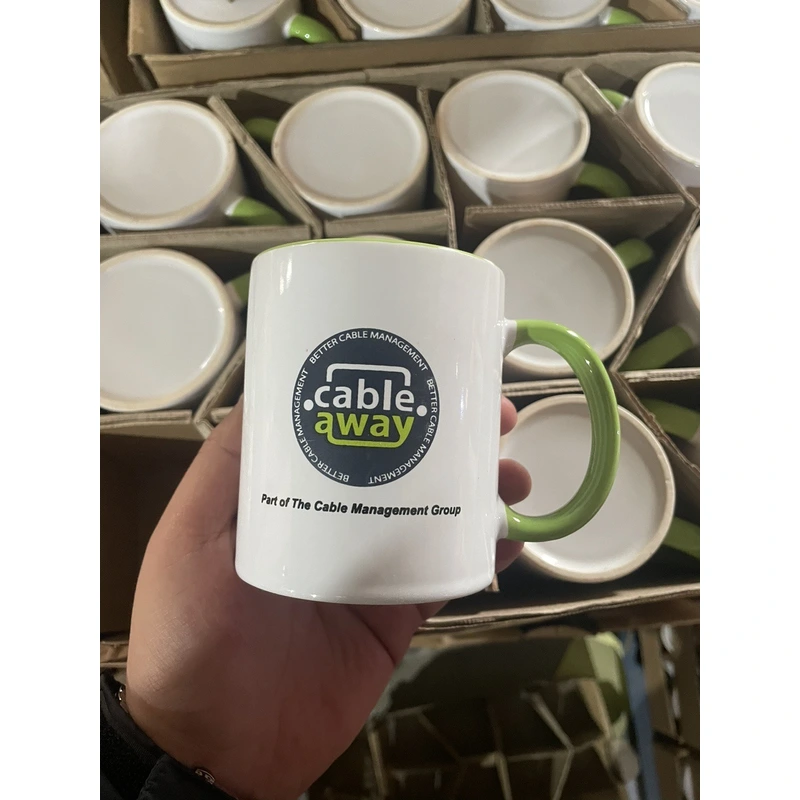 BETTER CABLE MANAGEMENT
BETTER CABLE MANAGEMENT
BETTER CABLE MANAGEMENT
.cable.
away
Part of The Cable Management Group